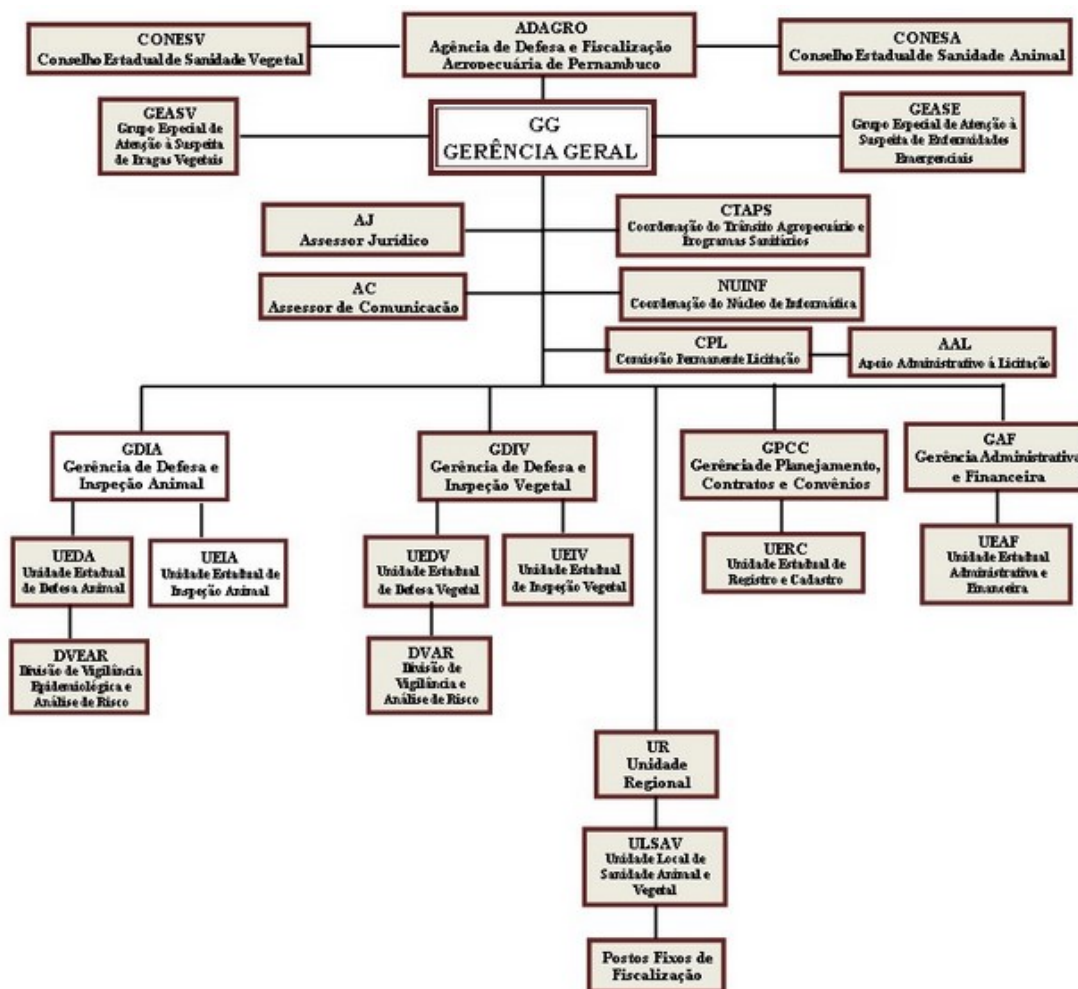 CONESV
Conselho Estadual de Sanidade Vegetal
ADAGRO
Agência de Defesa e Fiscalização
Agropecuária de Pernambuco
CONESA
Conselho Estadual de Sanidade Animal
GEASV
Grupo Especial de
Atenção à Suspeita
de Pragas Vegetais
GG
GERÊNCIA GERAL
GEASE
Grupo Especial de Atenção à
Suspeita de Enfermidades
Emergenciais
AJ
Assessor Jurídico
CTAPS
Coordenação do Trânsito Agropecuário e
Programas Sanitários
AC
Assessor de Comunicacão
NUINF
Coordenação do Núcleo de Informática
CPL
Comissão Permanente Licitação
AAL
Apoio Administrativo á Licitação
GDIA
Gerência de Defesa e
Inspeção Animal
GDIV
Gerência de Defesa e
Inspeção Vegetal
GPCC
Gerência de Planejamento,
Contratos e Convênios
GAF
Gerência Administrativa
e Financeira
UEDA
Unidade Estadual
de Defesa Animal
UEIA
Unidade Estadual de
Inspeção Animal
UEDV
Unidade Estadual
de Defesa Vegetal
UEIV
Unidade Estadual
de Inspeção Vegetal
UERC
Unidade Estadual de
Registro e Cadastro
UEAF
Unidade Estadual
Administrativa e
Financeira
DVEAR
Divisão de Vigilância
Epidemiológica e
Análise de Risco
DVAR
Divisão de
Vigilância e
Análise de Risco
UR
Unidade
Regional
ULSAV
Unidade Local de
Sanidade Animal e
Vegetal
Postos Fixos de
Fiscalização